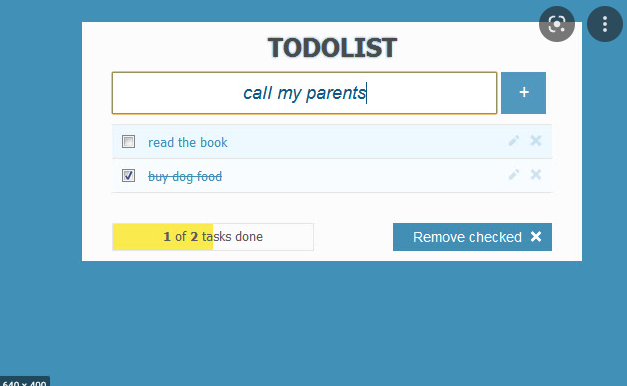 TODOLIST
call my parents
+
read the book
buy dog food
1 of 2 tasks done
Remove checked
640 x 400